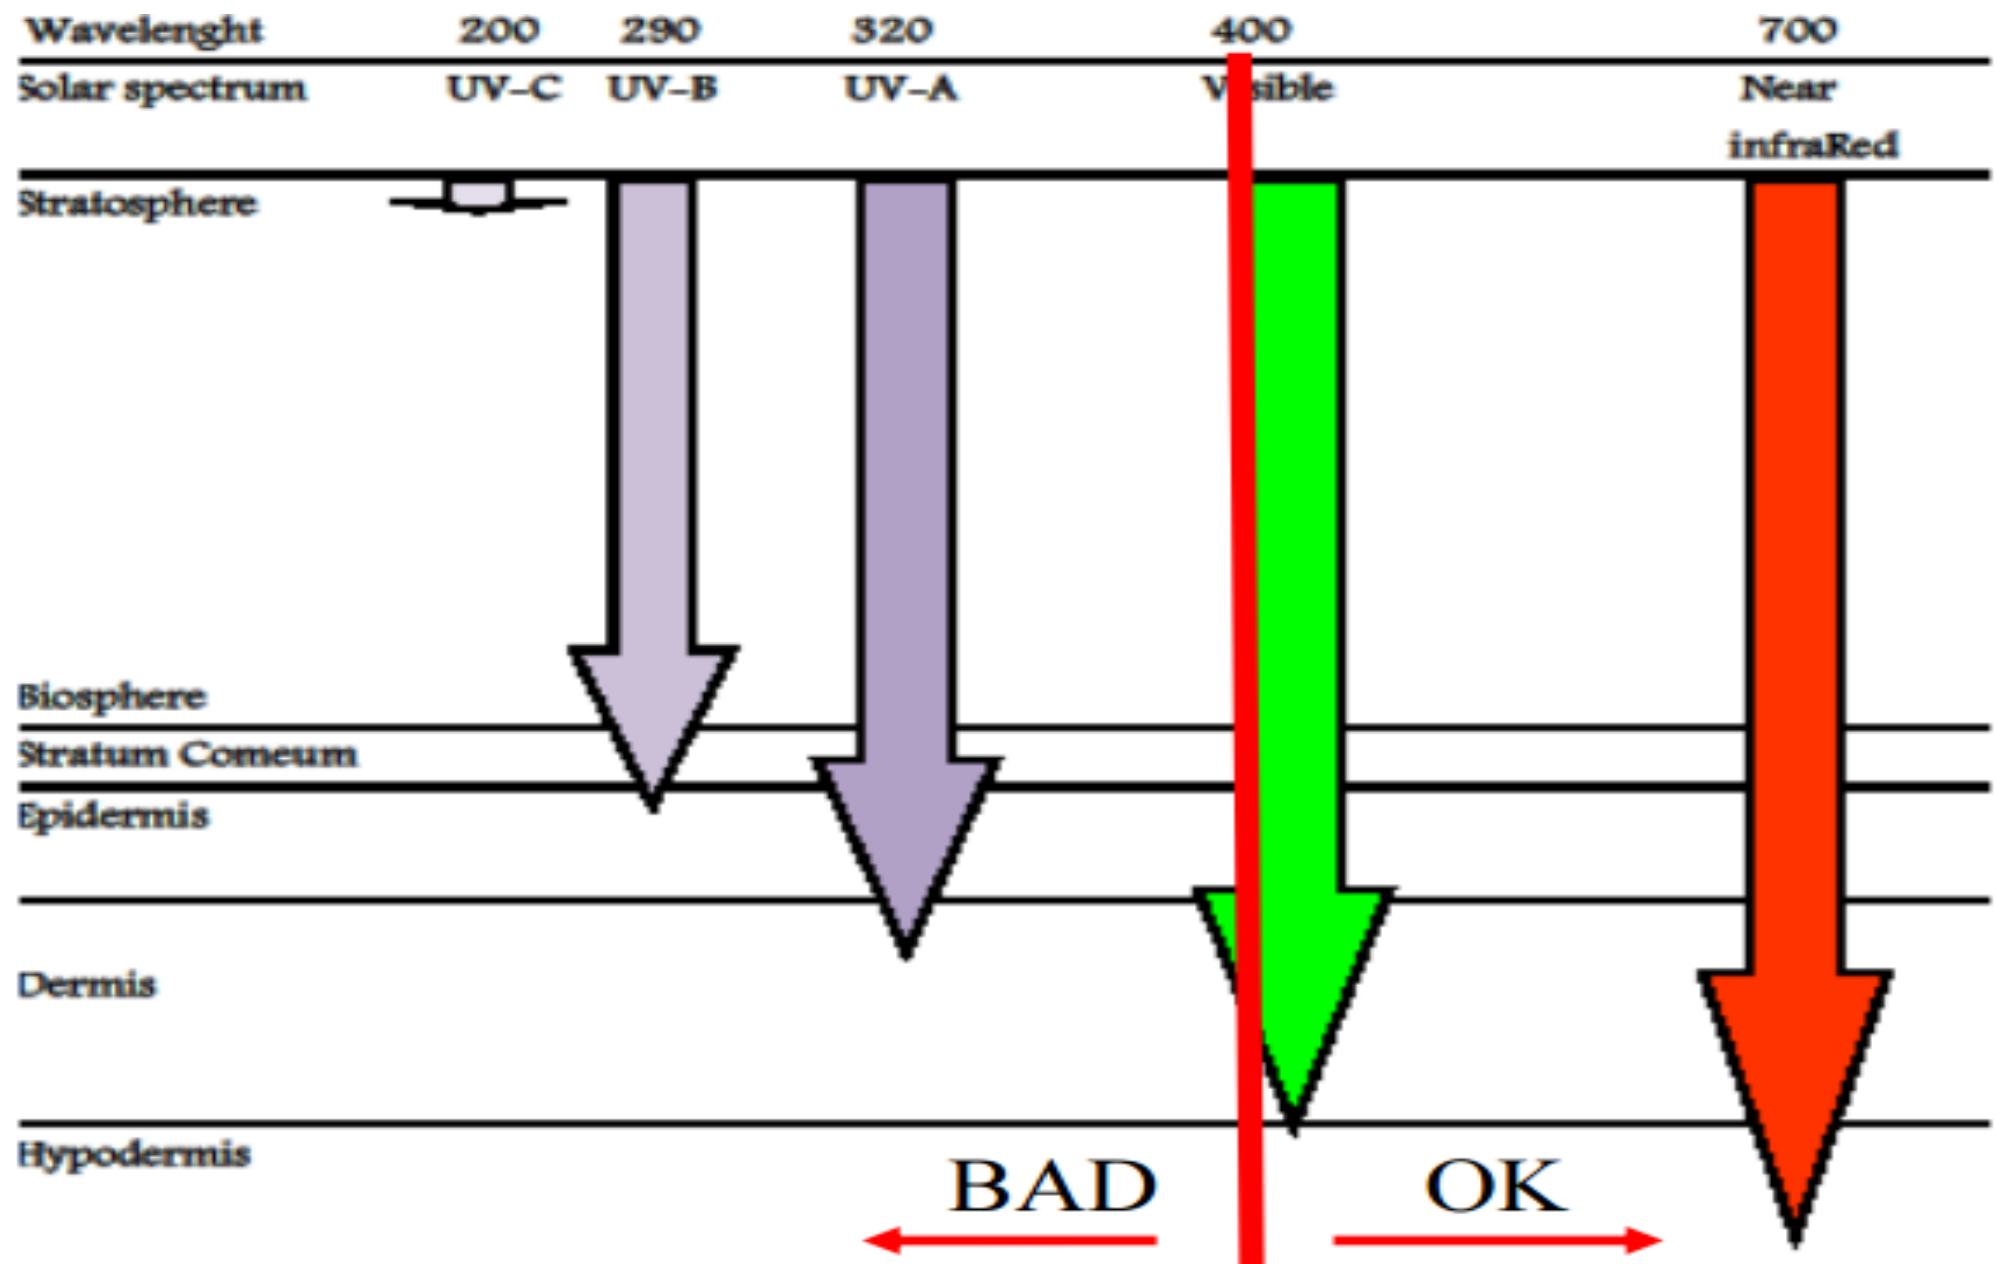 Wavelenght 200 290 320 400 700
Solar spectrum UV-C UV-B UV-A Visible Near
infraRed
Stratosphere
Biosphere
Stratum Comeum
Epidermis
Dermis
Hypodermis
BAD OK